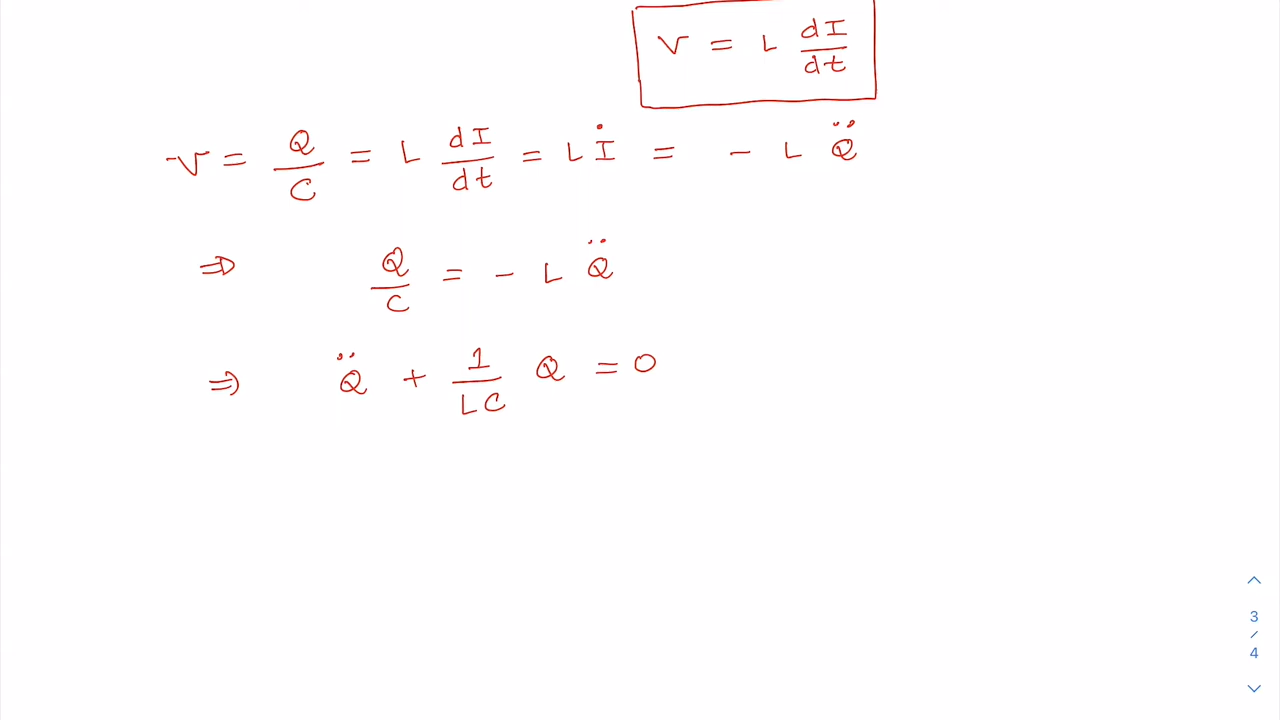 V = L dI/dt
V = Q/C = L dI/dt = L İ = - L Q̈
⇒ Q/C = - L Q̈
⇒ Q̈ + 1/LC Q = 0
3
/
4